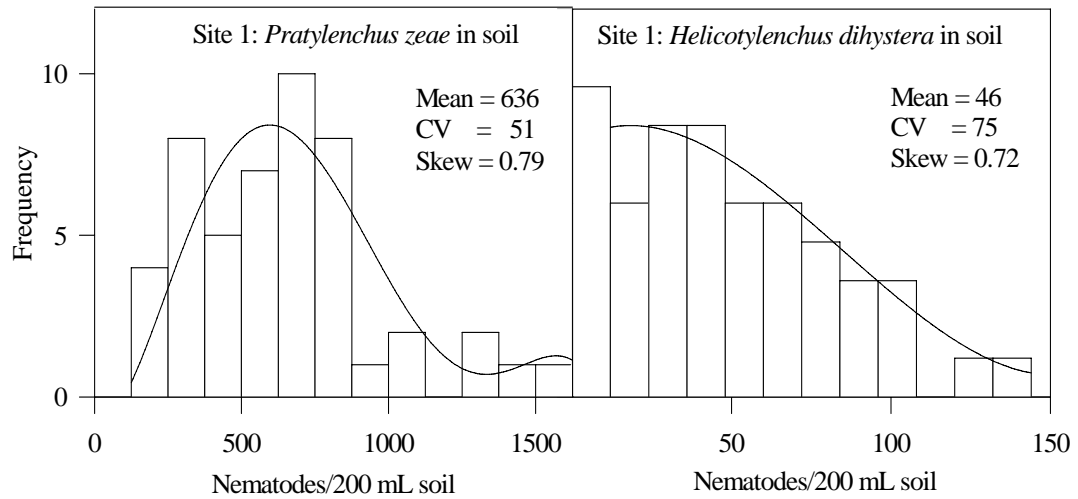 Site 1: Pratylenchus zeae in soil
Mean = 636
CV = 51
Skew = 0.79
Site 1: Helicotylenchus dihystera in soil
Mean = 46
CV = 75
Skew = 0.72
Frequency
10
5
0
0 500 1000 1500
50 100 150
Nematodes/200 mL soil
Nematodes/200 mL soil